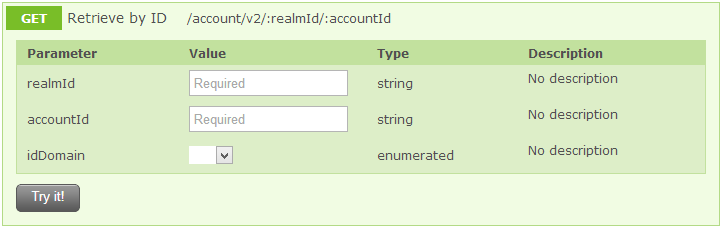 GET Retrieve by ID /account/v2/:realmId/:accountId
Parameter Value Type Description
realmId Required string No description
accountId Required string No description
idDomain enumerated No description
Try it!